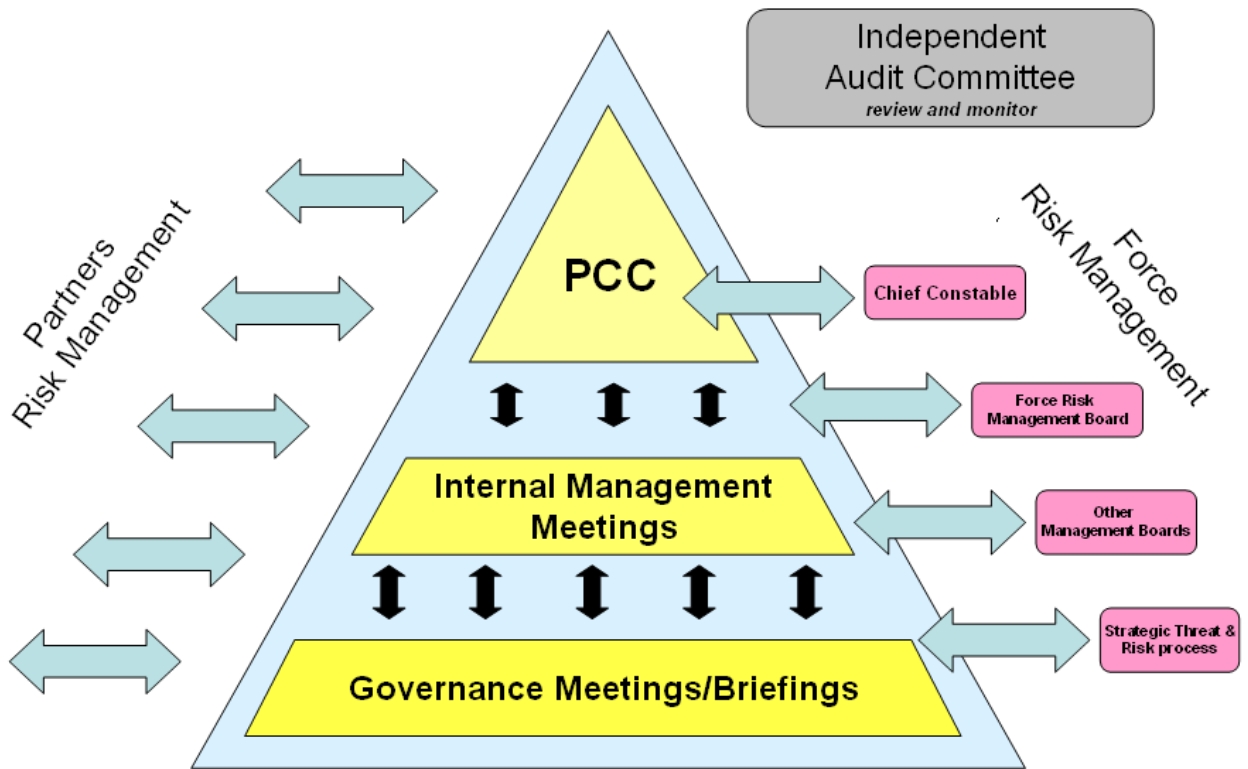 Independent
Audit Committee
review and monitor
Partners
Risk Management
Force
Risk Management
PCC
Chief Constable
Force Risk
Management Board
Internal Management
Meetings
Other
Management Boards
Strategic Threat &
Risk process
Governance Meetings/Briefings